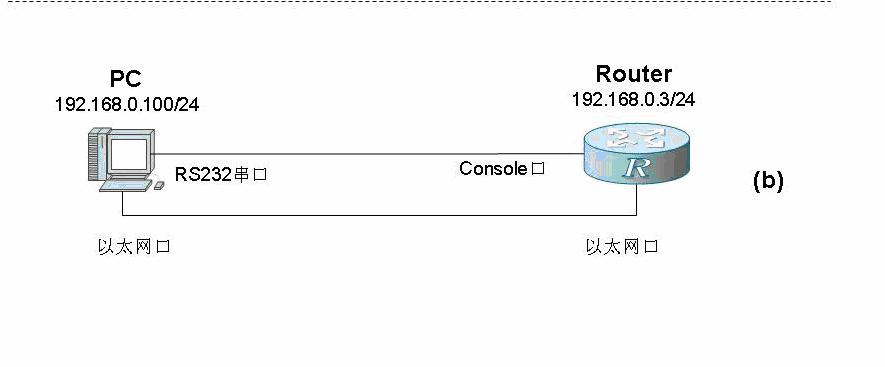 PC
192.168.0.100/24
Router
192.168.0.3/24
RS232串口
Console口
R
(b)
以太网口
以太网口